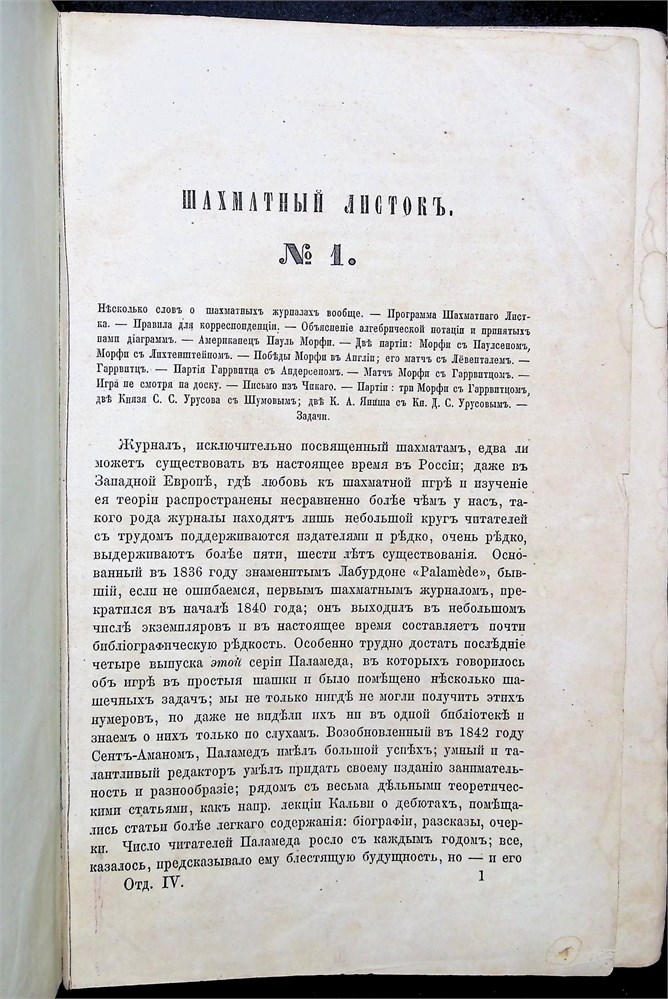 ШАХМАТНЫЙ ЛИСТОКЪ.
№ 1.
Нѣсколько словъ о шахматныхъ журналахъ вообще. — Программа Шахматнаго Лист-
ка. — Правила для корреспонденціи. — Объясненіе алгебрической нотаціи и принятыхъ
нами діаграммъ. — Американецъ Пауль Морфи. — Двѣ партіи: Морфи съ Паулсеномъ,
Морфи съ Лихтенштейномъ. — Побѣды Морфи въ Англіи; его матчъ съ Лёвенталемъ. —
Гаррвитцъ. — Партія Гаррвитца съ Андерсеномъ. — Матчъ Морфи съ Гаррвитцомъ. —
Игра не смотря на доску. — Письмо изъ Чикаго. — Партіи: три Морфи съ Гаррвитцомъ,
двѣ Князя С. С. Урусова съ Шумовымъ; двѣ К. А. Яниша съ Кн. Д. С. Урусовымъ. —
Задачи.
Журналъ, исключительно посвященный шахматамъ, едва ли
можетъ существовать въ настоящее время въ Россіи; даже въ
Западной Европѣ, гдѣ любовь къ шахматной игрѣ и изученіе
ея теоріи распространены несравненно болѣе чѣмъ у насъ, та-
кого рода журналы находятъ лишь небольшой кругъ читателей
съ трудомъ поддерживаются издателями и рѣдко, очень рѣдко,
выдерживаютъ болѣе пяти, шести лѣтъ существованія. Осно-
ванный въ 1836 году знаменитымъ Лабурдоне «Palamède», быв-
шій, если не ошибаемся, первымъ шахматнымъ журналомъ, пре-
кратился въ началѣ 1840 года; онъ выходилъ въ небольшомъ
числѣ экземпляровъ и въ настоящее время составляетъ почти
библіографическую рѣдкость. Особенно трудно достать послѣдніе
четыре выпуска этой серіи Паламеда, въ которыхъ говорилось
объ игрѣ въ простыя шашки и было помѣщено нѣсколько ша-
шечныхъ задачъ; мы не только нигдѣ не могли получить этихъ
нумеровъ, но даже не видѣли ихъ ни въ одной библіотекѣ и
знаемъ о нихъ только по слухамъ. Возобновленный въ 1842 году
Сентъ-Аманомъ, Паламедъ имѣлъ большой успѣхъ; умный и та-
лантливый редакторъ умѣлъ придать своему изданію заниматель-
ность и разнообразіе; рядомъ съ весьма дѣльными теоретичес-
кими статьями, какъ напр. лекціи Кальви о дебютахъ, помѣща-
лись статьи болѣе легкаго содержанія: біографіи, разсказы, очер-
ки. Число читателей Паламеда росло съ каждымъ годомъ; все,
казалось, предсказывало ему блестящую будущность, но — и его
Отд. IV. 1